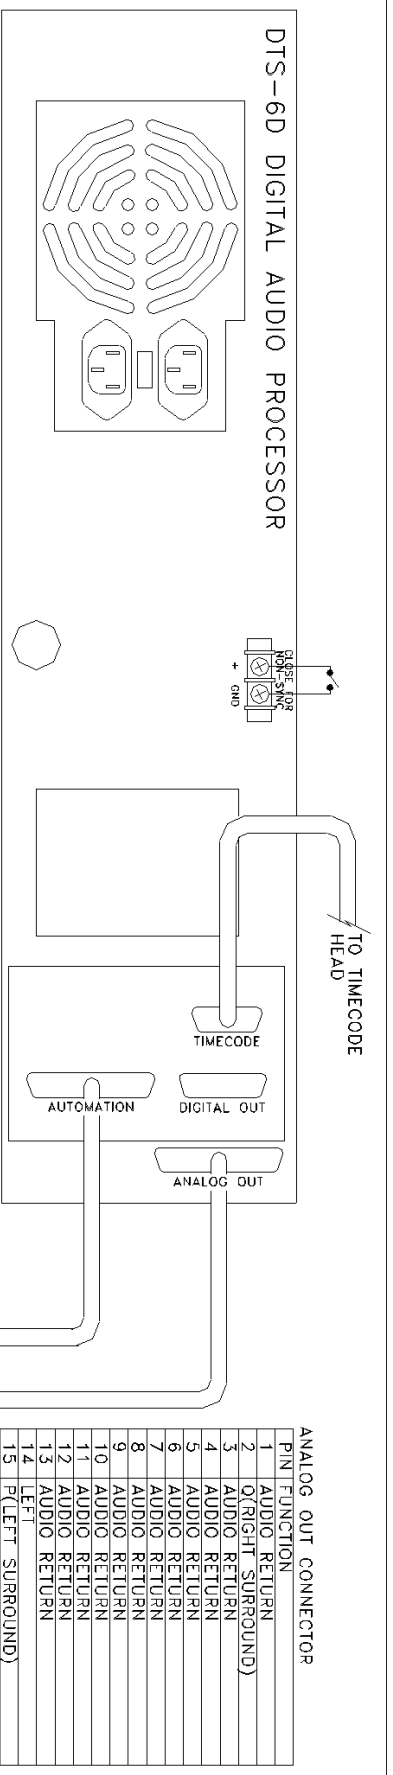 DTS-6D DIGITAL AUDIO PROCESSOR
CLOSE FOR
NON-SYNC
+ GND
TO TIMECODE
HEAD
TIMECODE
AUTOMATION
DIGITAL OUT
ANALOG OUT
ANALOG OUT CONNECTOR
PIN FUNCTION
1 AUDIO RETURN
2 Q(RIGHT SURROUND)
3 AUDIO RETURN
4 AUDIO RETURN
5 AUDIO RETURN
6 AUDIO RETURN
7 AUDIO RETURN
8 AUDIO RETURN
9 AUDIO RETURN
10 AUDIO RETURN
11 AUDIO RETURN
12 AUDIO RETURN
13 AUDIO RETURN
14 LEFT
15 P(LEFT SURROUND)